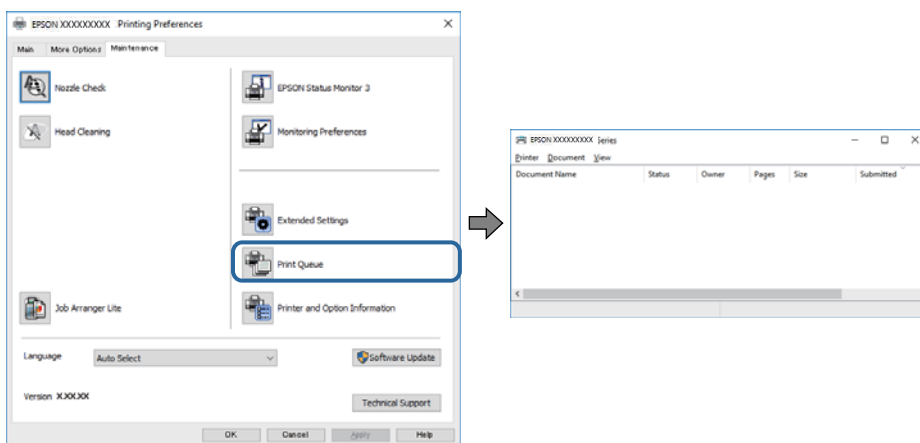 EPSON XXXXXXXXX Printing Preferences
Main More Options Maintenance
Nozzle Check
EPSON Status Monitor 3
Head Cleaning
Monitoring Preferences
Extended Settings
Print Queue
Job Arranger Lite
Printer and Option Information
Language Auto Select
Software Update
Version X.XX.XX
Technical Support
OK Cancel Apply Help
EPSON XXXXXXXXX Series
Printer Document View
Document Name Status Owner Pages Size Submitted